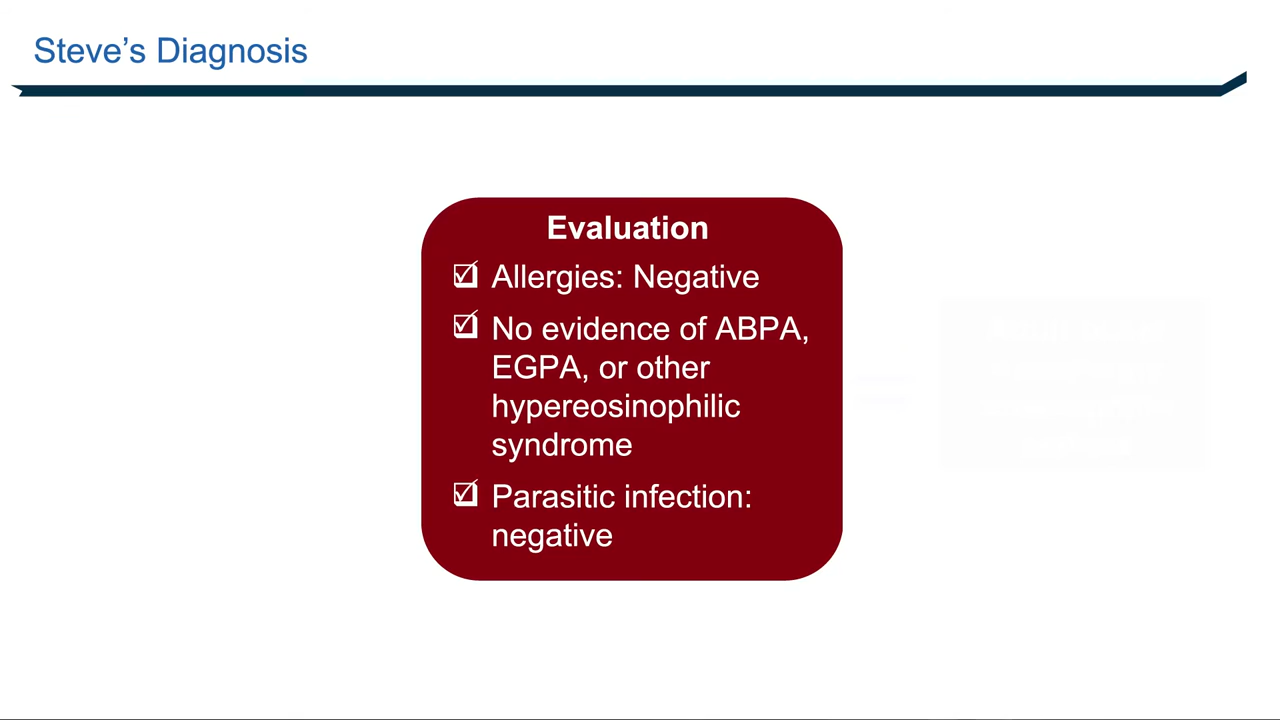 Steve’s Diagnosis
Evaluation
Allergies: Negative
No evidence of ABPA,
EGPA, or other
hypereosinophilic
syndrome
Parasitic infection:
negative